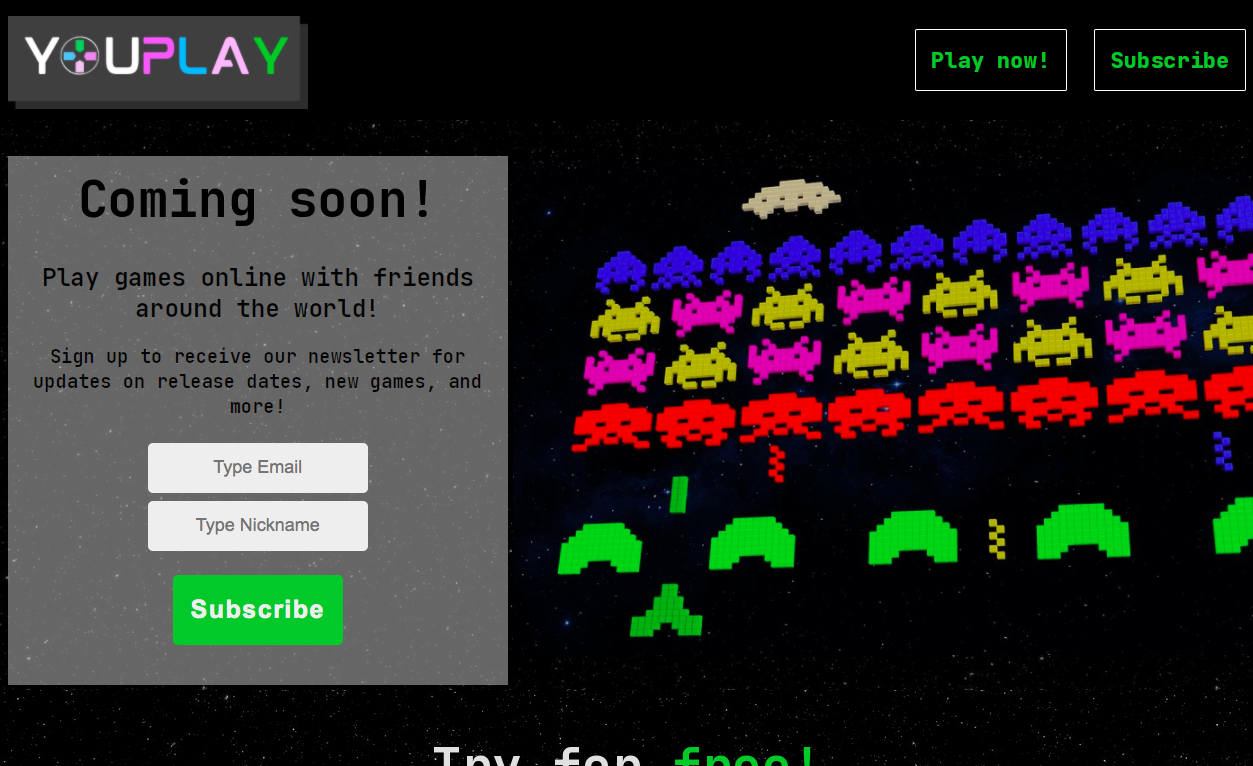 YOUPLAY
Play now!
Subscribe
Coming soon!
Play games online with friends
around the world!
Sign up to receive our newsletter for
updates on release dates, new games, and
more!
Type Email
Type Nickname
Subscribe
Try for free!